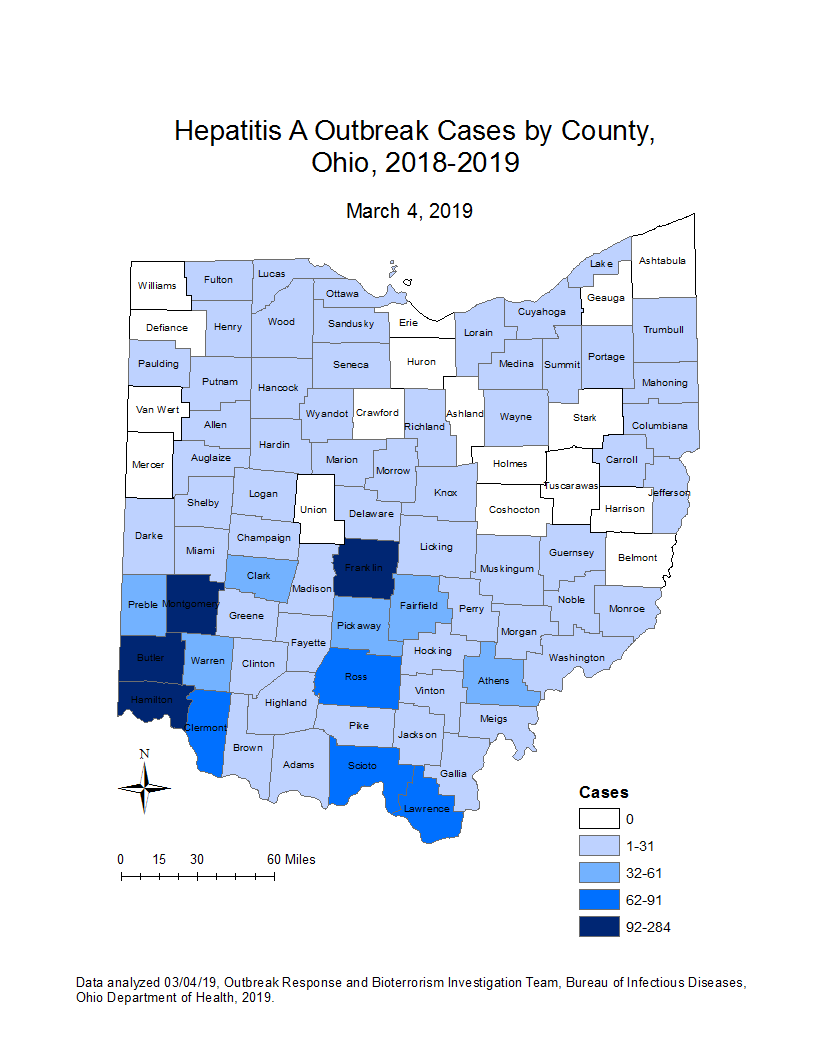 Hepatitis A Outbreak Cases by County,
Ohio, 2018-2019
March 4, 2019
Ashtabula
Lake
Geauga
Lucas
Fulton
Williams
Ottawa
Cuyahoga
Erie
Wood
Sandusky
Henry
Defiance
Lorain
Trumbull
Portage
Huron
Medina
Summit
Paulding
Seneca
Putnam
Hancock
Mahoning
Van Wert
Wyandot
Crawford
Ashland
Richland
Wayne
Stark
Allen
Columbiana
Hardin
Auglaize
Marion
Mercer
Morrow
Holmes
Carroll
Tuscarawas
Jefferson
Logan
Knox
Shelby
Union
Delaware
Coshocton
Harrison
Darke
Champaign
Miami
Licking
Guernsey
Belmont
Muskingum
Franklin
Clark
Madison
Preble
Montgomery
Fairfield
Perry
Noble
Monroe
Greene
Pickaway
Morgan
Fayette
Hocking
Washington
Butler
Warren
Clinton
Ross
Athens
Vinton
Hamilton
Highland
Meigs
Clermont
Pike
Jackson
Brown
Adams
Scioto
Gallia
Lawrence
N
0 15 30 60 Miles
Cases
0
1-31
32-61
62-91
92-284
Data analyzed 03/04/19, Outbreak Response and Bioterrorism Investigation Team, Bureau of Infectious Diseases,
Ohio Department of Health, 2019.